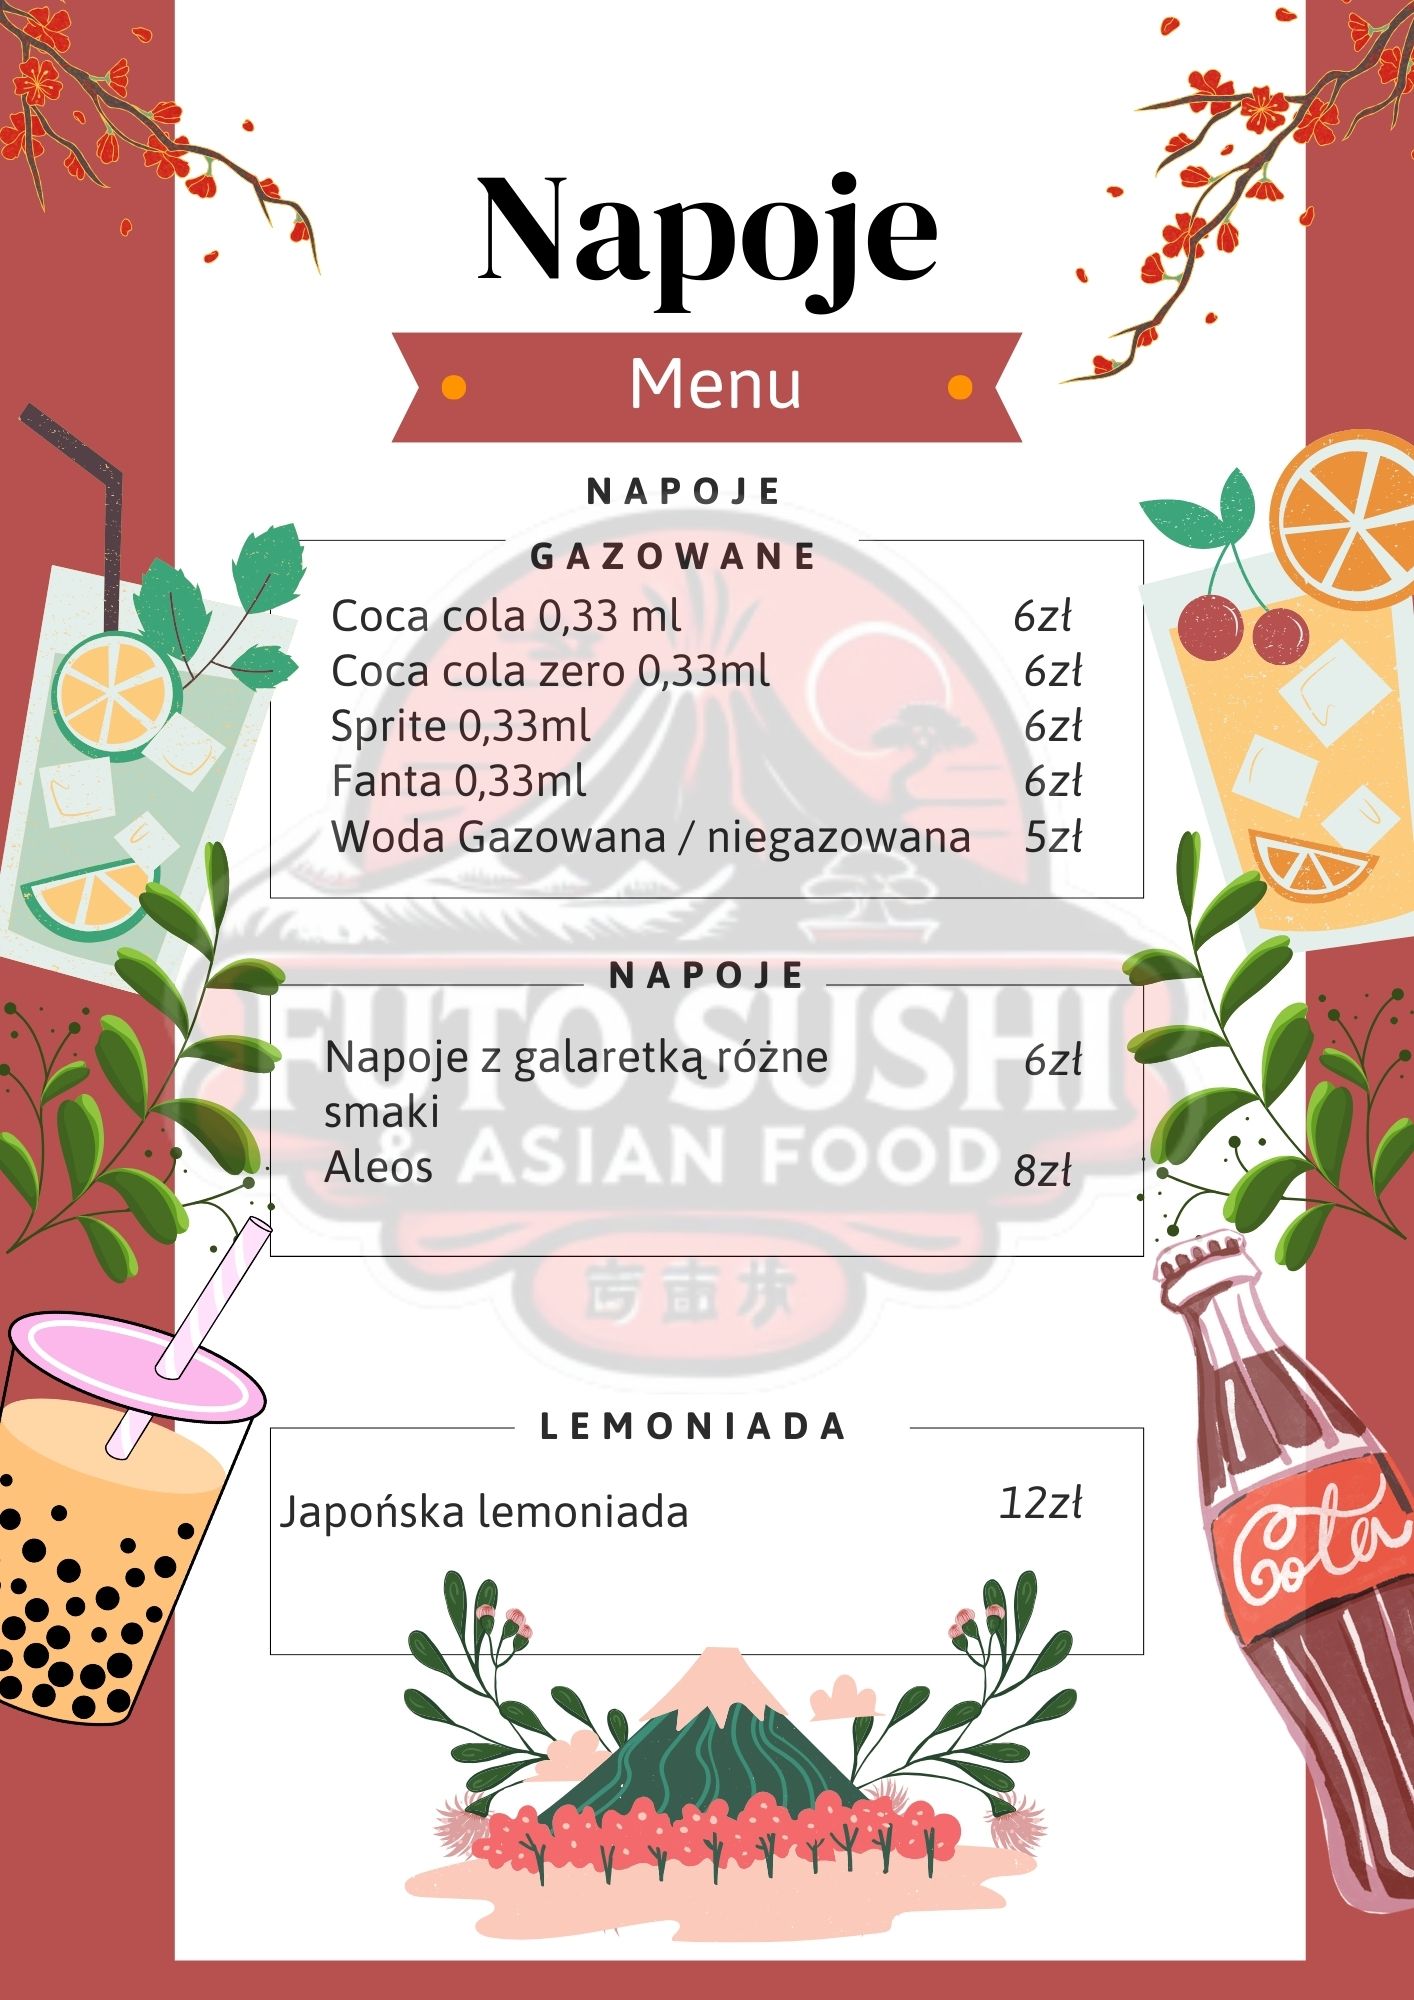 Napoje
Menu
NAPOJE
GAZOWANE
Coca cola 0,33 ml 6zł
Coca cola zero 0,33ml 6zł
Sprite 0,33ml 6zł
Fanta 0,33ml 6zł
Woda Gazowana / niegazowana 5zł
NAPOJE
FUTO SUSHI
Napoje z galaretką różne 6zł
smaki
& ASIAN FOOD
Aleos 8zł
LEMONIADA
Japońska lemoniada 12zł
Cola